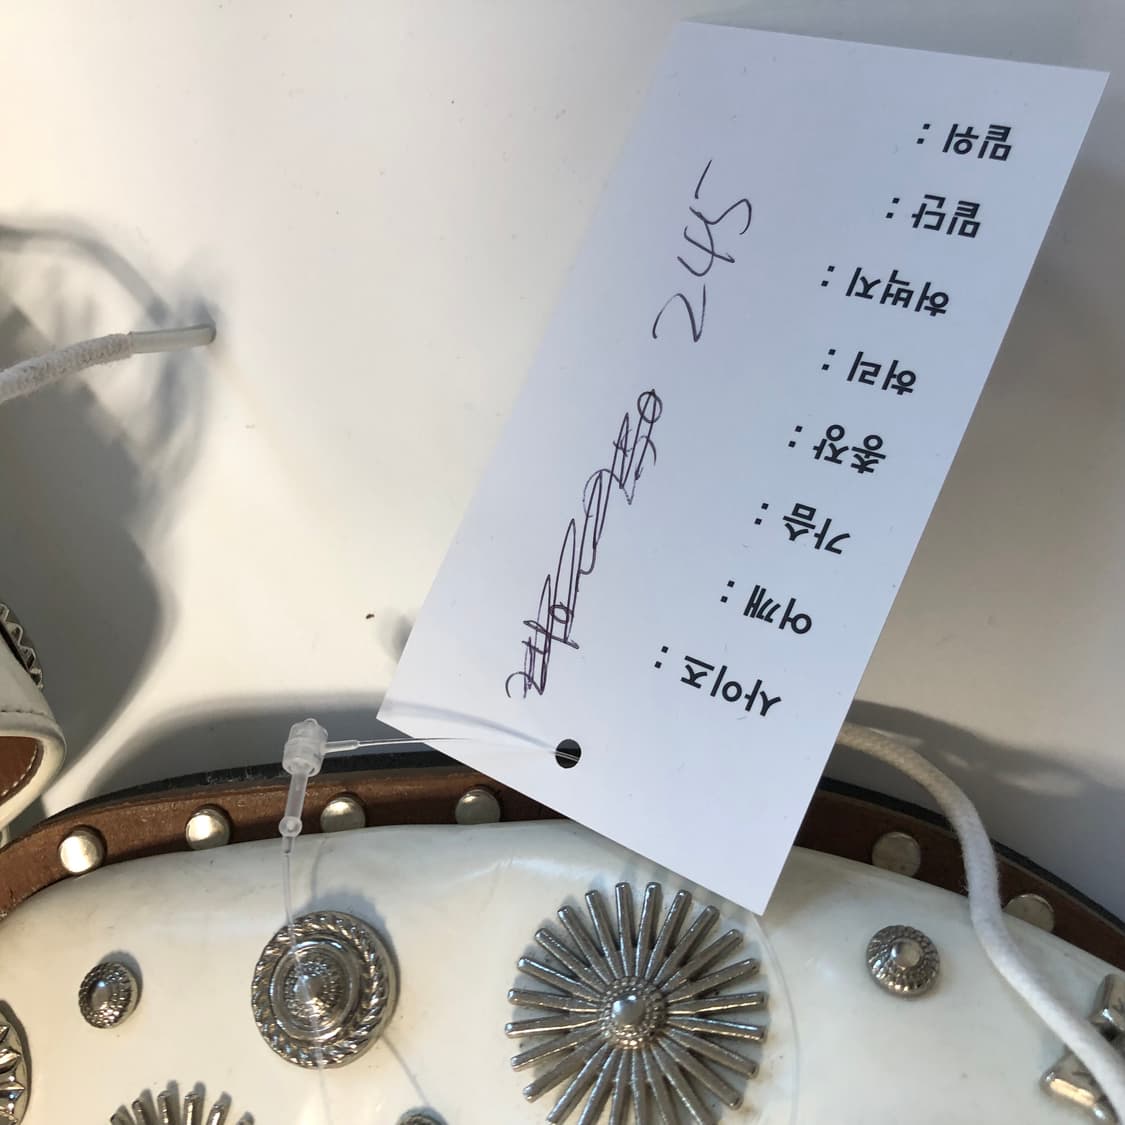 사이즈 :
어깨 :
가슴 :
총장 :
허리 :
허벅지 :
밑단 :
밑위 :
245